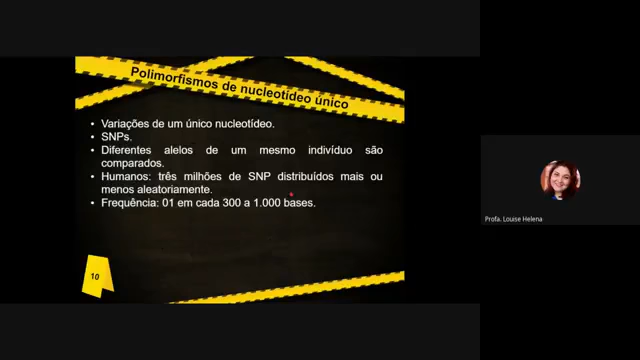 Polimorfismos de nucleotídeo único
• Variações de um único nucleotídeo.
• SNPs.
• Diferentes alelos de um mesmo indivíduo são
comparados.
• Humanos: três milhões de SNP distribuídos mais ou
menos aleatoriamente.
• Frequência: 01 em cada 300 a 1.000 bases.
10
Profa. Louise Helena